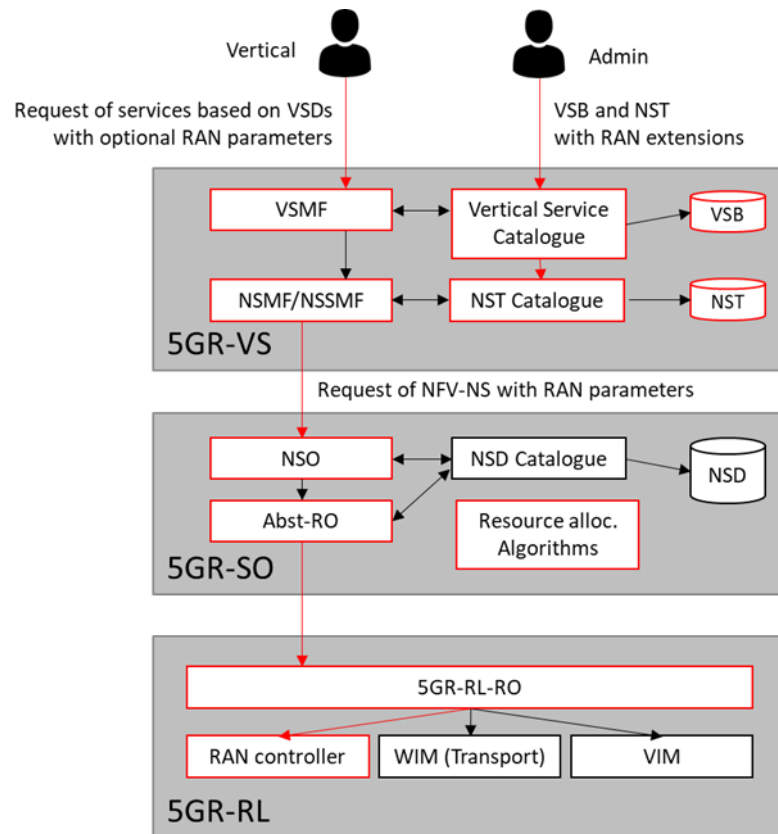 Vertical
Admin
Request of services based on VSDs
with optional RAN parameters
VSB and NST
with RAN extensions
VSMF
Vertical Service
Catalogue
VSB
NSMF/NSSMF
NST Catalogue
NST
5GR-VS
Request of NFV-NS with RAN parameters
NSO
NSD Catalogue
NSD
Abst-RO
Resource alloc.
Algorithms
5GR-SO
5GR-RL-RO
RAN controller
WIM (Transport)
VIM
5GR-RL